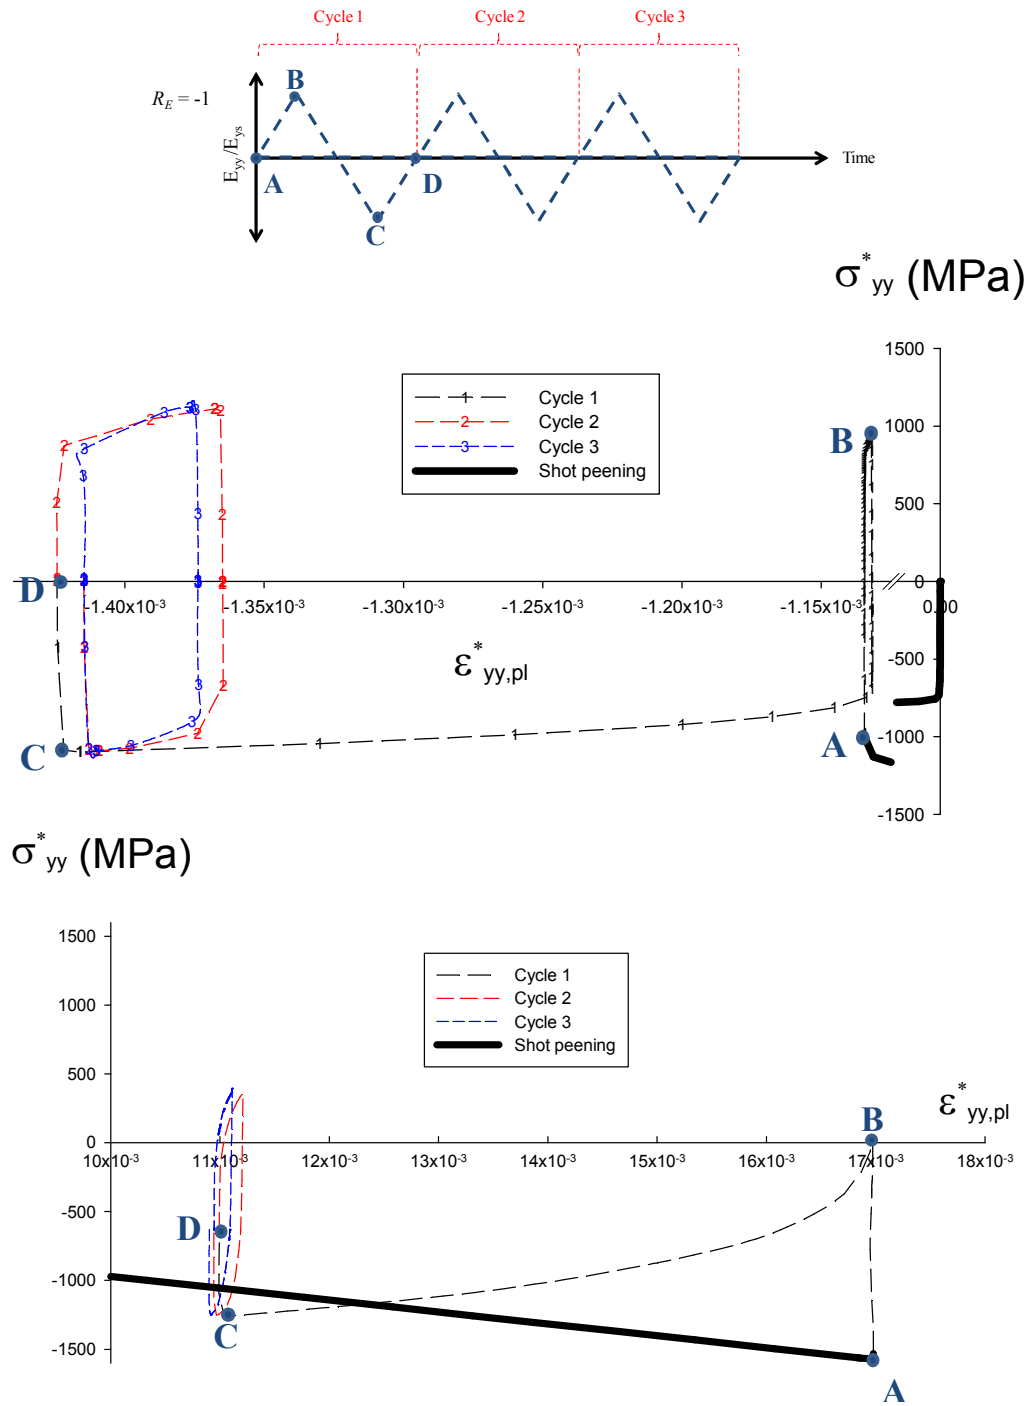 Cycle 1 Cycle 2 Cycle 3
B
R_E = -1
E_yy/E_ys
Time
A D
C
σ*_yy (MPa)
1500
Cycle 1
Cycle 2
Cycle 3
Shot peening
B 1000
500
D 0
-1.40x10⁻³ -1.35x10⁻³ -1.30x10⁻³ -1.25x10⁻³ -1.20x10⁻³ -1.15x10⁻³ 0.00
ε*_yy,pl
-500
C A -1000
-1500
σ*_yy (MPa)
1500
Cycle 1
Cycle 2
Cycle 3
Shot peening
1000
500
ε*_yy,pl
B
0
10x10⁻³ 11x10⁻³ 12x10⁻³ 13x10⁻³ 14x10⁻³ 15x10⁻³ 16x10⁻³ 17x10⁻³ 18x10⁻³
-500
D
-1000
C
-1500
A